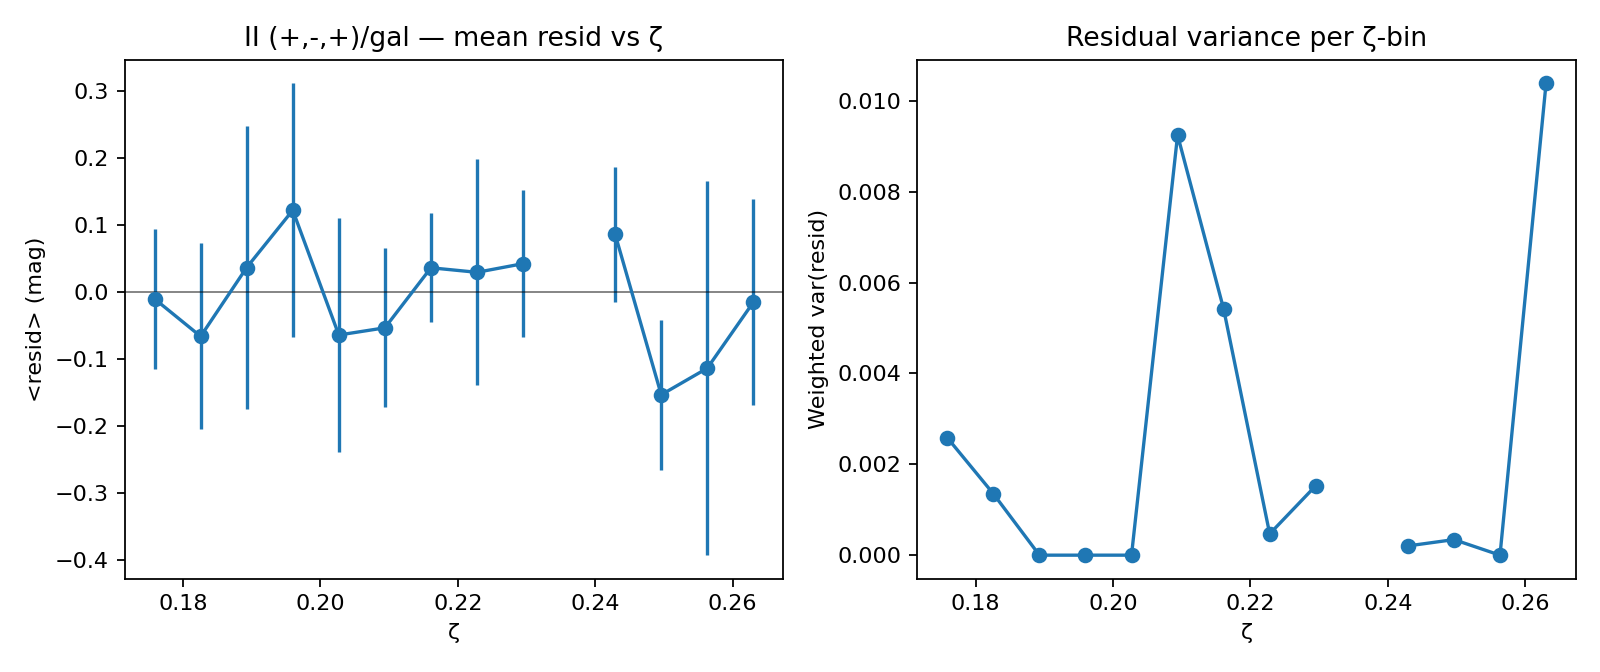 II (+,-,+)/gal — mean resid vs ζ
<resid> (mag)
0.3
0.2
0.1
0.0
−0.1
−0.2
−0.3
−0.4
0.18 0.20 0.22 0.24 0.26
ζ
Residual variance per ζ-bin
Weighted var(resid)
0.010
0.008
0.006
0.004
0.002
0.000
0.18 0.20 0.22 0.24 0.26
ζ